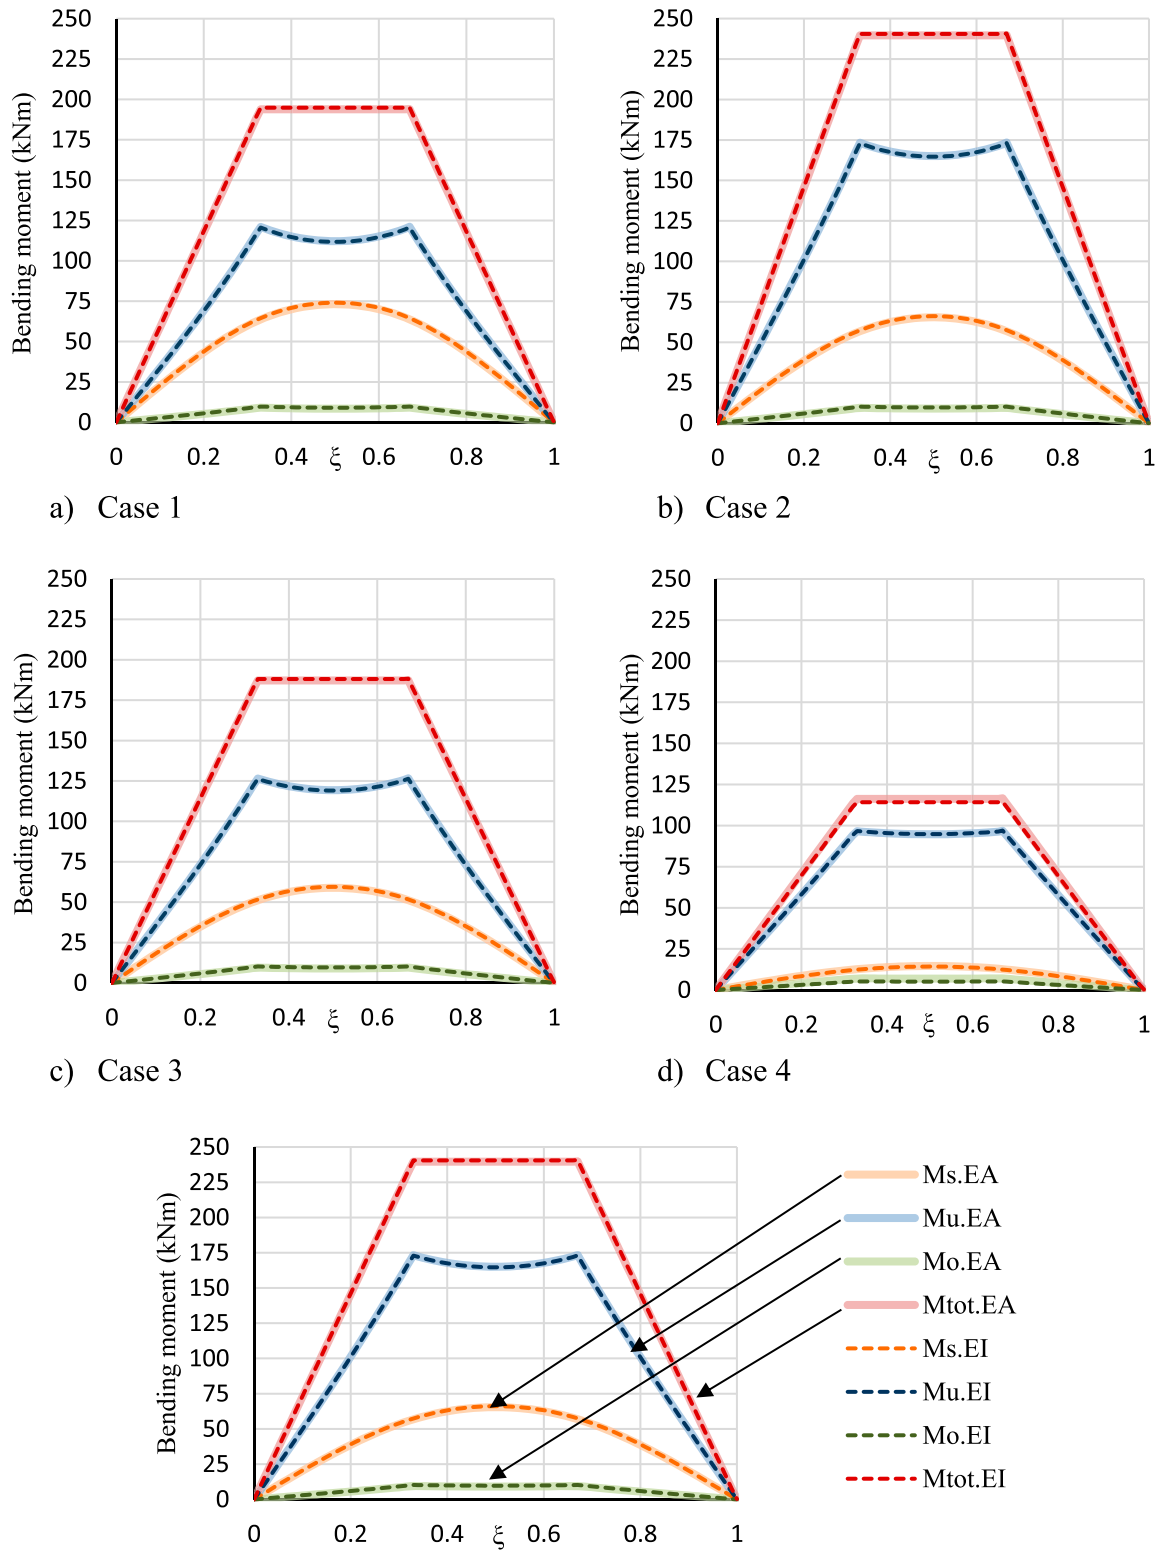 250
225
200
175
150
125
100
75
50
25
0
Bending moment (kNm)
0 0.2 0.4 ξ 0.6 0.8 1
a) Case 1
250
225
200
175
150
125
100
75
50
25
0
Bending moment (kNm)
0 0.2 0.4 ξ 0.6 0.8 1
b) Case 2
250
225
200
175
150
125
100
75
50
25
0
Bending moment (kNm)
0 0.2 0.4 ξ 0.6 0.8 1
c) Case 3
250
225
200
175
150
125
100
75
50
25
0
Bending moment (kNm)
0 0.2 0.4 ξ 0.6 0.8 1
d) Case 4
250
225
200
175
150
125
100
75
50
25
0
Bending moment (kNm)
0 0.2 0.4 ξ 0.6 0.8 1
Ms.EA
Mu.EA
Mo.EA
Mtot.EA
Ms.EI
Mu.EI
Mo.EI
Mtot.EI